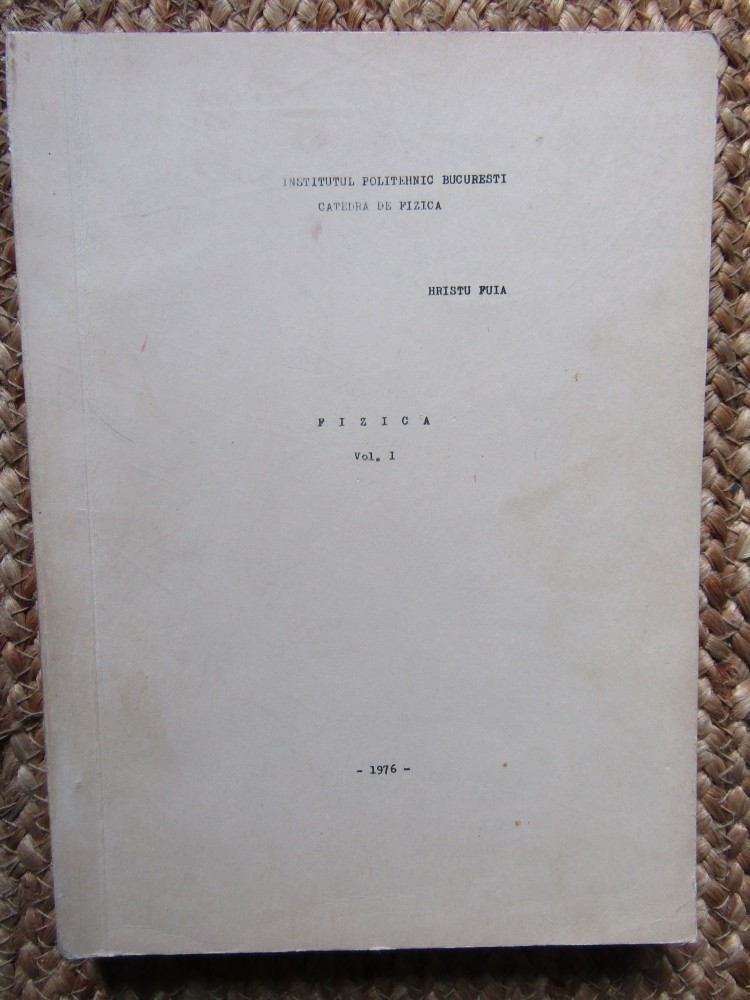 INSTITUTUL POLITEHNIC BUCURESTI
CATEDRA DE FIZICA
HRISTU FUIA
F I Z I C A
Vol. I
- 1976 -